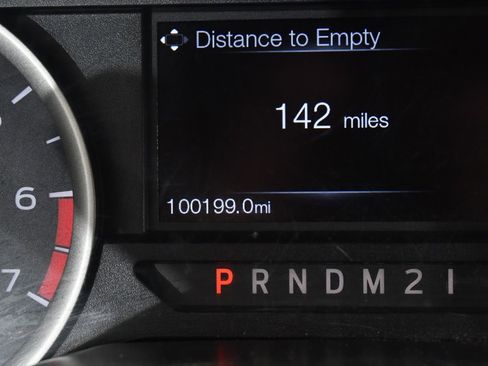 Distance to Empty
142 miles
100199.0mi
6
7
P R N D M 2 1